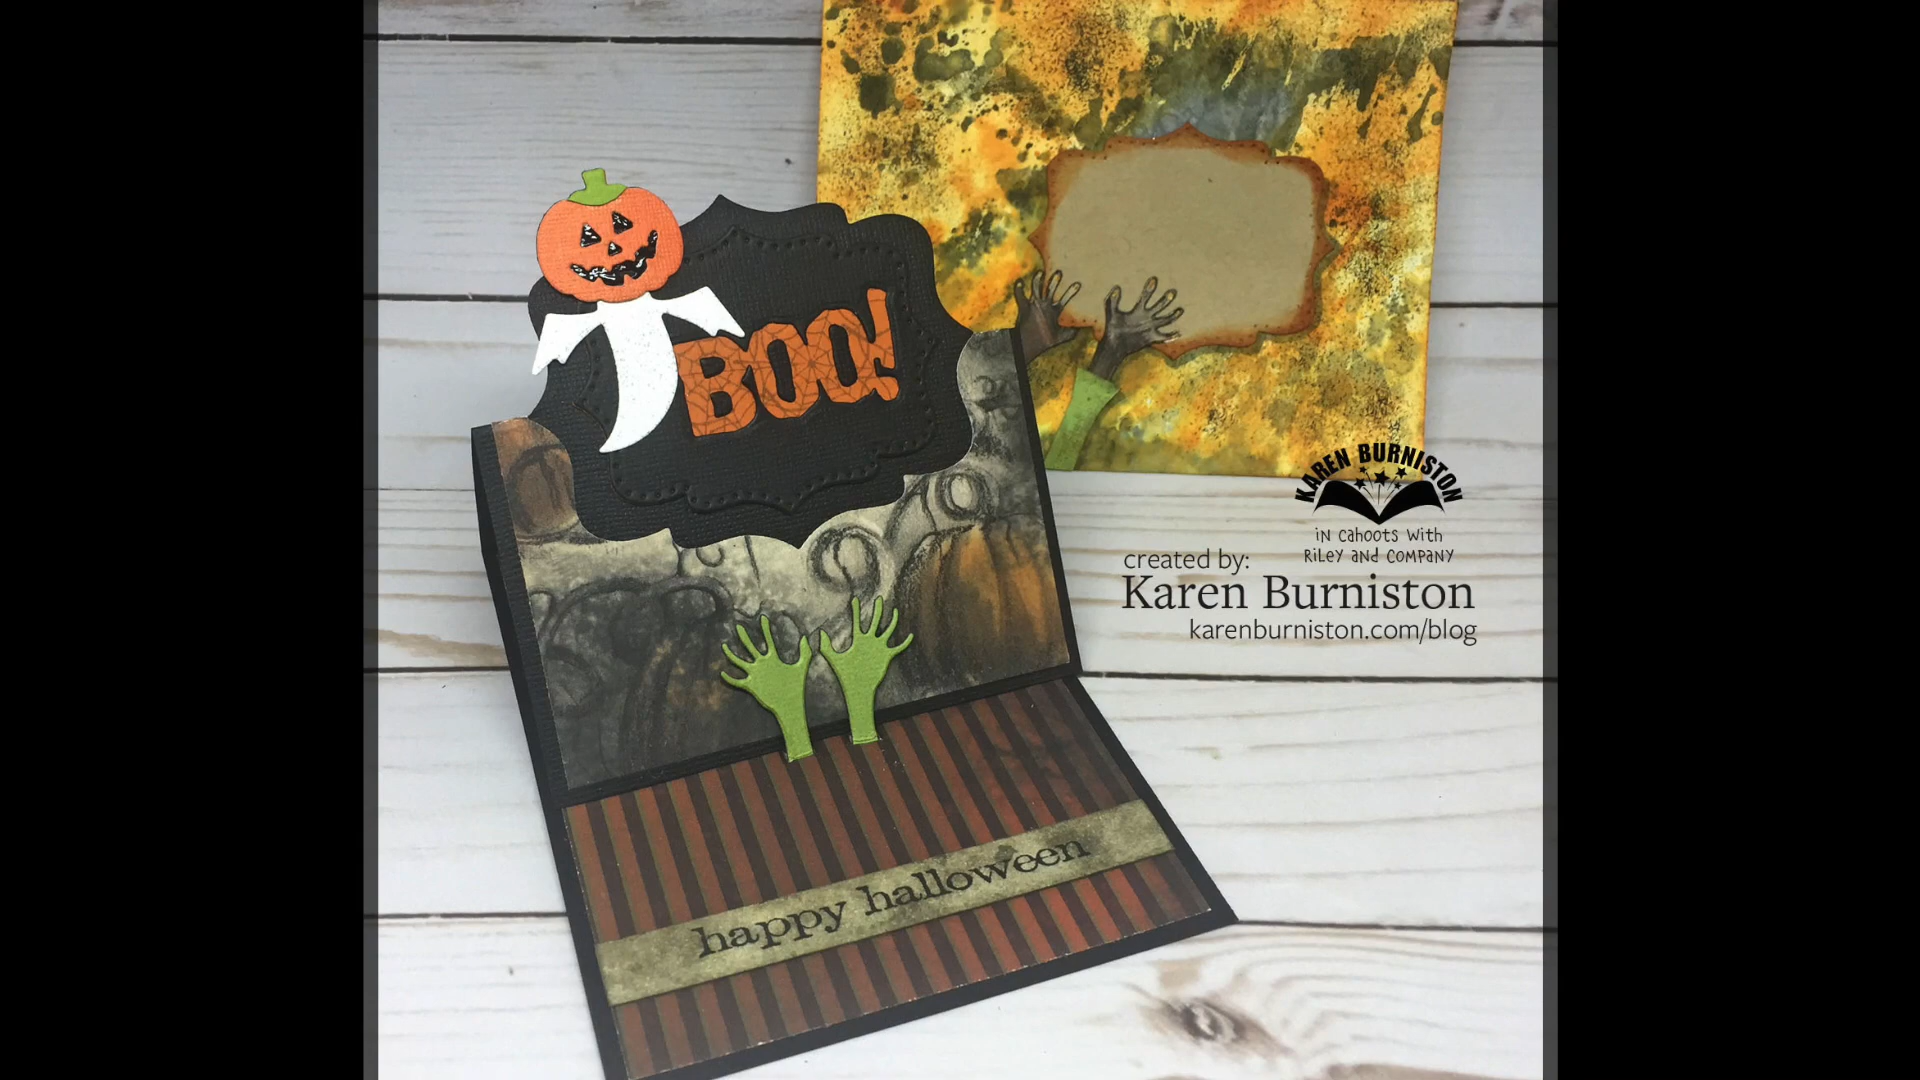 BOO!
happy halloween
KAREN BURNISTON
iN CaHOOTS WiTH
RiLEY aND COMPaNY
created by:
Karen Burniston
karenburniston.com/blog